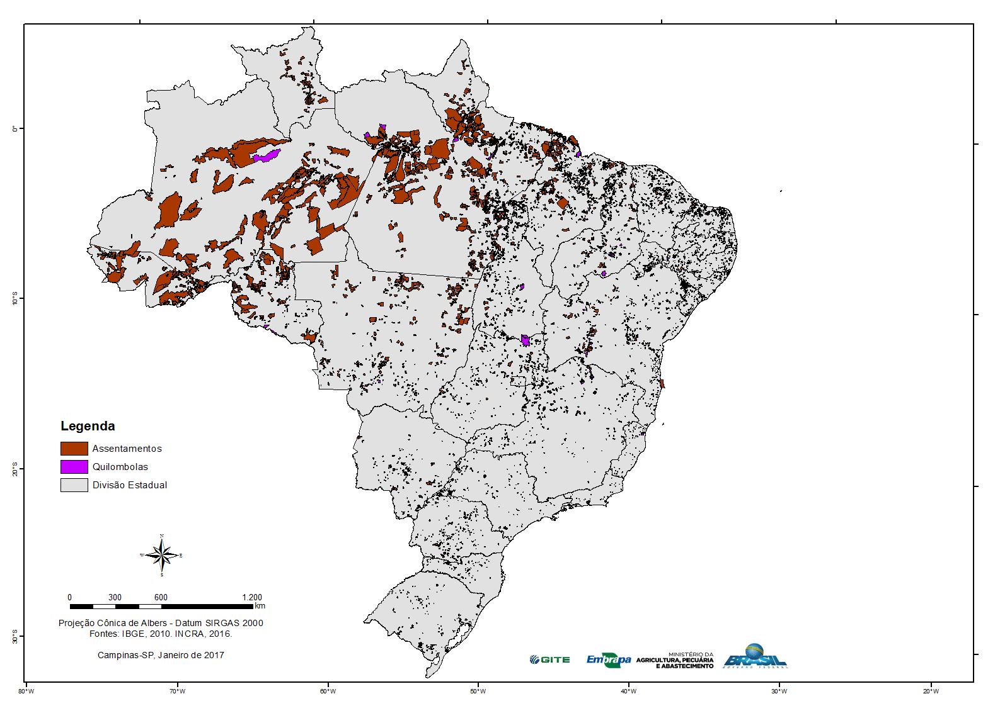 0°
10°S
20°S
30°S
Legenda
Assentamentos
Quilombolas
Divisão Estadual
N
W E
S
0 300 600 1.200
km
Projeção Cônica de Albers - Datum SIRGAS 2000
Fontes: IBGE, 2010. INCRA, 2016.
Campinas-SP, Janeiro de 2017
GITE
Embrapa
MINISTÉRIO DA
AGRICULTURA, PECUÁRIA
E ABASTECIMENTO
BRASIL
GOVERNO FEDERAL
80°W 70°W 60°W 50°W 40°W 30°W 20°W